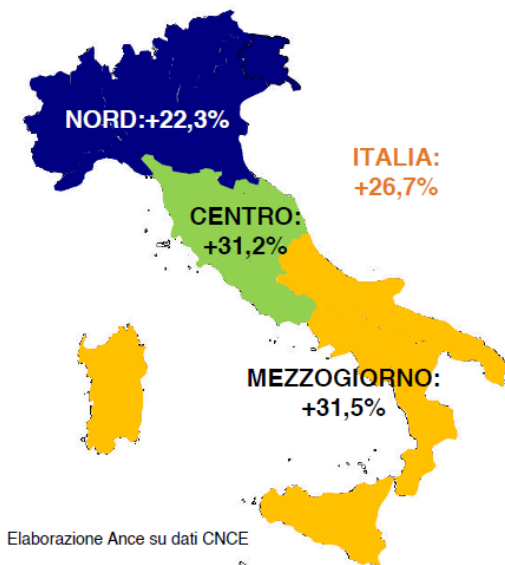 NORD:+22,3%
ITALIA:
+26,7%
CENTRO:
+31,2%
MEZZOGIORNO:
+31,5%
Elaborazione Ance su dati CNCE